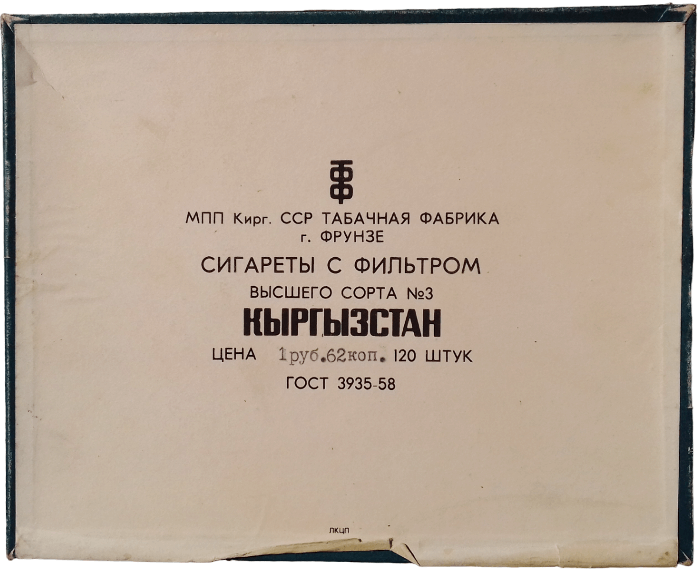 ТФФ
МПП Кирг. ССР ТАБАЧНАЯ ФАБРИКА
г. ФРУНЗЕ
СИГАРЕТЫ С ФИЛЬТРОМ
ВЫСШЕГО СОРТА №3
КЫРГЫЗСТАН
ЦЕНА 1руб.62коп. 120 ШТУК
ГОСТ 3935-58
ЛКЦП